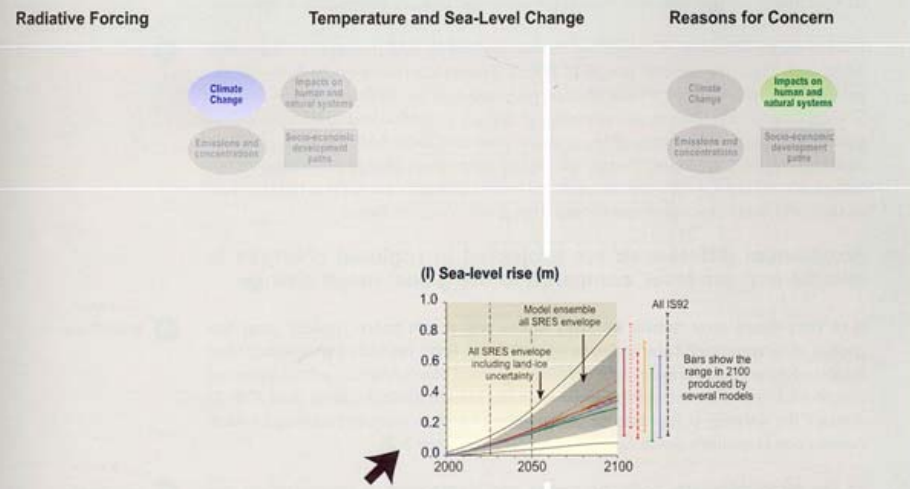 Radiative Forcing
Temperature and Sea-Level Change
Reasons for Concern
Climate
Change
Impacts on
human and
natural systems
Emissions and
concentrations
Socio-economic
development
paths
Climate
Change
Impacts on
human and
natural systems
Emissions and
concentrations
Socio-economic
development
paths
(l) Sea-level rise (m)
1.0
0.8
0.6
0.4
0.2
0.0
2000
2050
2100
Model ensemble
all SRES envelope
All SRES envelope
including land-ice
uncertainty
All IS92
Bars show the
range in 2100
produced by
several models